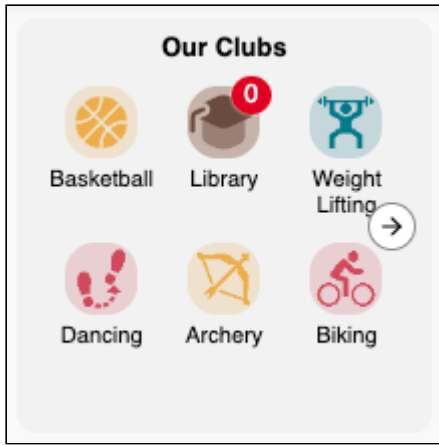 Our Clubs
0
Basketball
Library
Weight
Lifting
Dancing
Archery
Biking